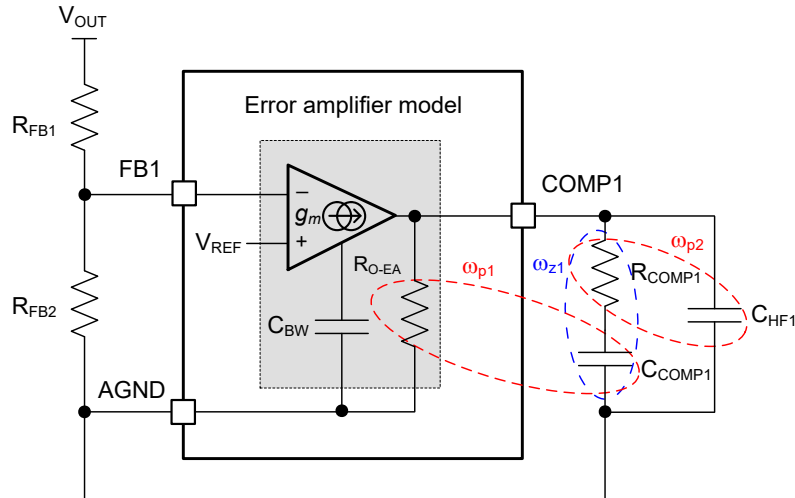 VOUT
Error amplifier model
RFB1
FB1
COMP1
−
gm
VREF
+
RO-EA
ωp1
ωz1
ωp2
RCOMP1
RFB2
CBW
CHF1
CCOMP1
AGND